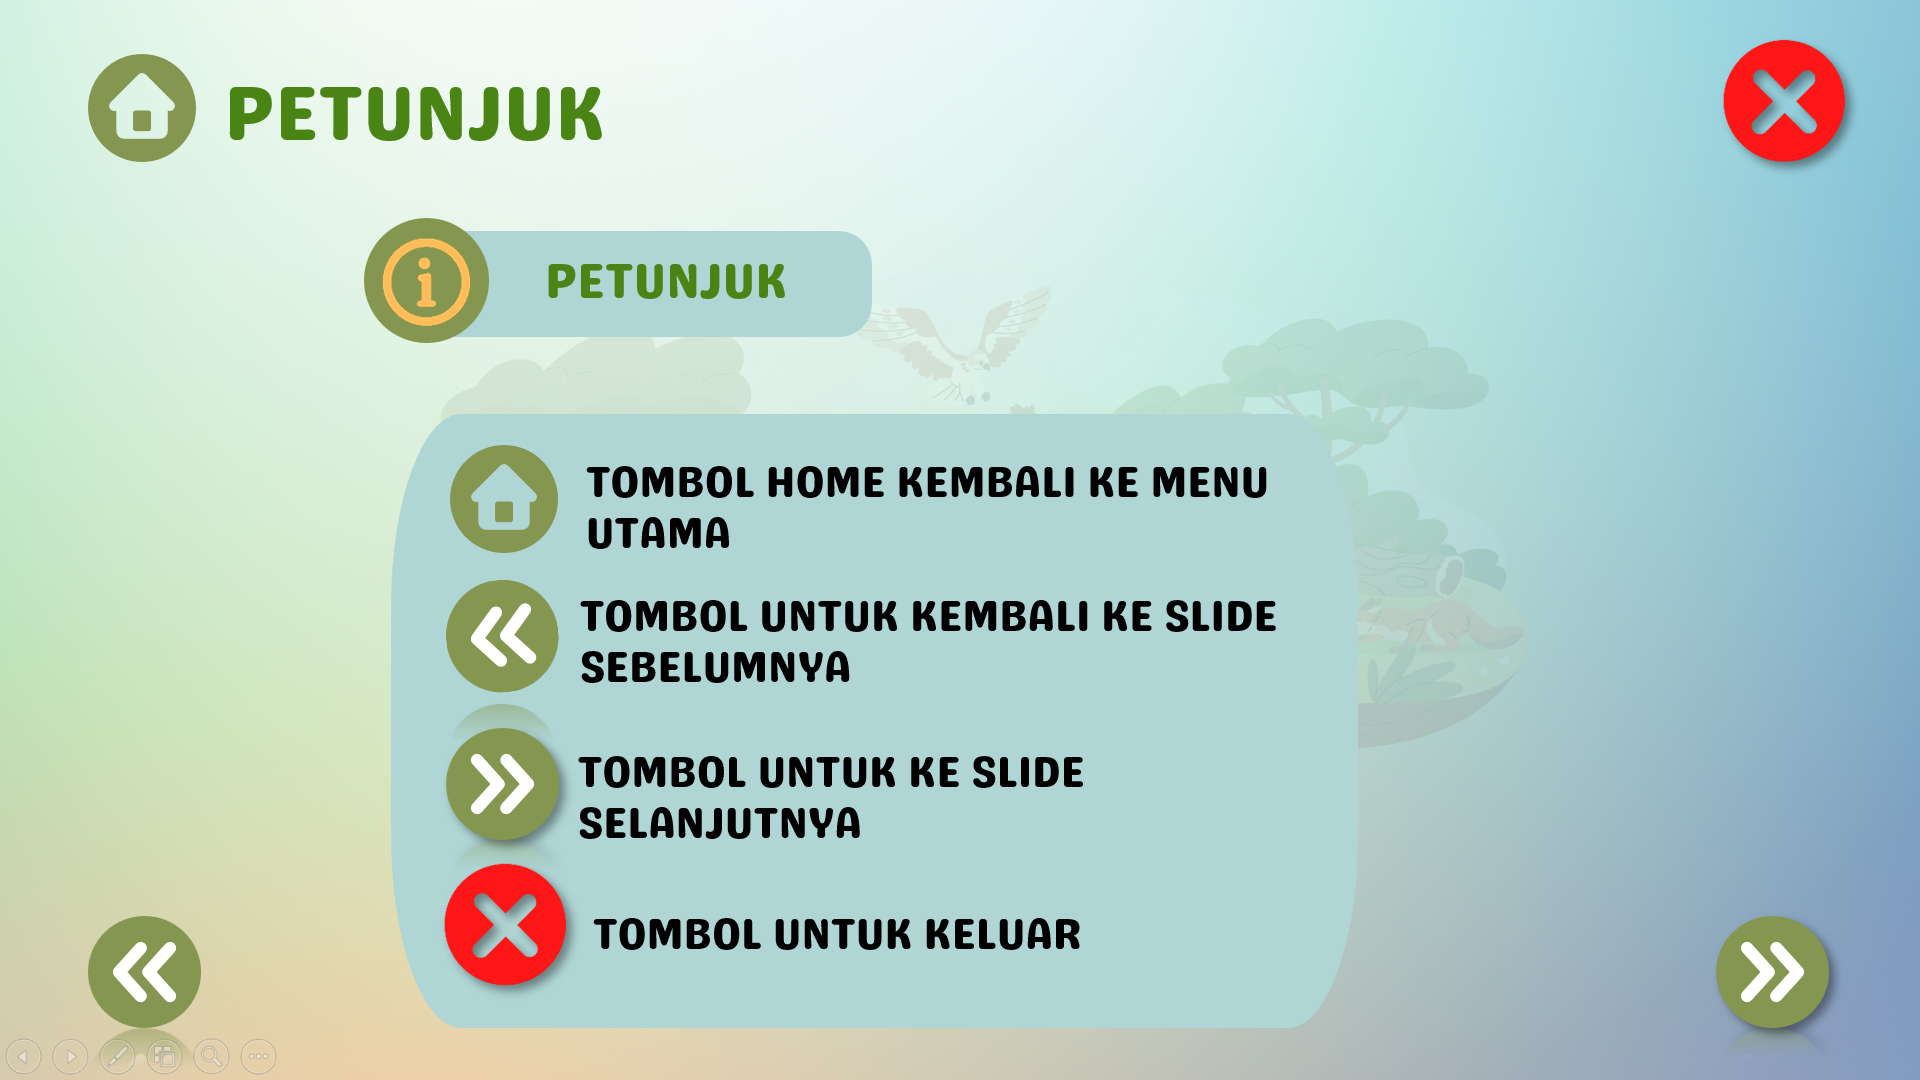 PETUNJUK
PETUNJUK
TOMBOL HOME KEMBALI KE MENU
UTAMA
TOMBOL UNTUK KEMBALI KE SLIDE
SEBELUMNYA
TOMBOL UNTUK KE SLIDE
SELANJUTNYA
TOMBOL UNTUK KELUAR